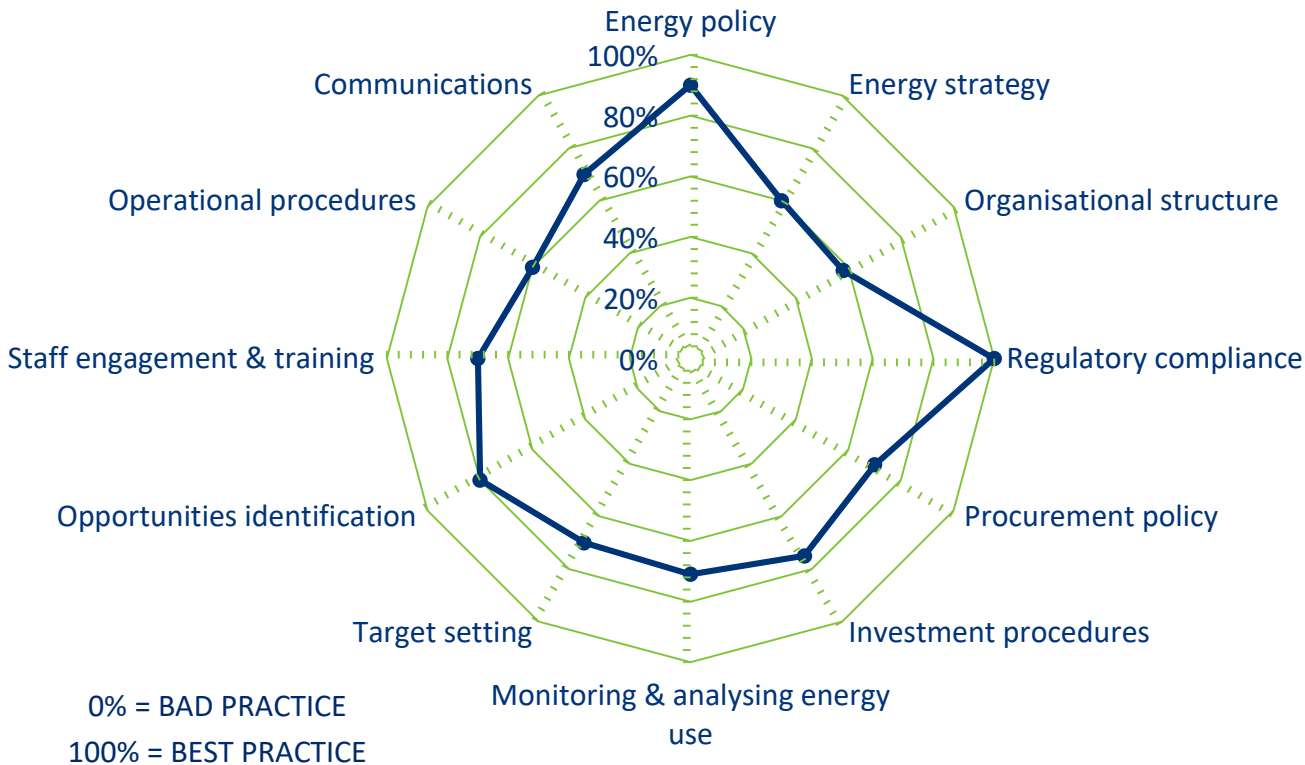 Energy policy
100%
Communications
Energy strategy
80%
60%
Operational procedures
Organisational structure
40%
20%
Staff engagement & training
0%
Regulatory compliance
Opportunities identification
Procurement policy
Target setting
Investment procedures
Monitoring & analysing energy
use
0% = BAD PRACTICE
100% = BEST PRACTICE